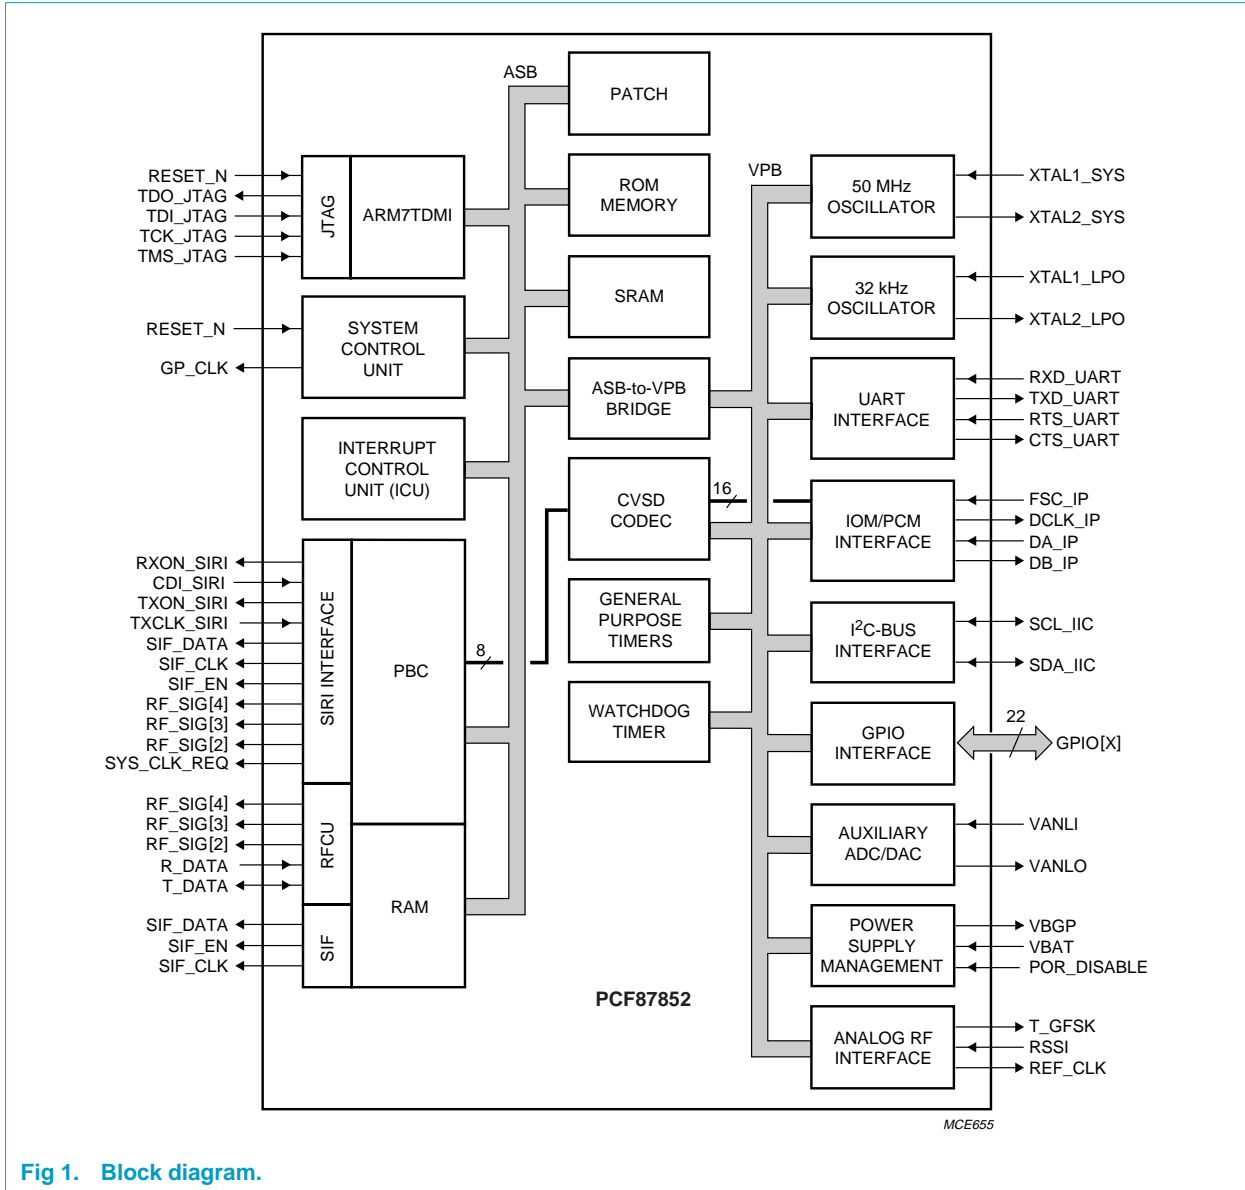 ASB
PATCH
ROM
MEMORY
SRAM
ASB-to-VPB
BRIDGE
CVSD
CODEC
GENERAL
PURPOSE
TIMERS
WATCHDOG
TIMER
RESET_N
TDO_JTAG
TDI_JTAG
TCK_JTAG
TMS_JTAG
JTAG
ARM7TDMI
RESET_N
GP_CLK
SYSTEM
CONTROL
UNIT
INTERRUPT
CONTROL
UNIT (ICU)
RXON_SIRI
CDI_SIRI
TXON_SIRI
TXCLK_SIRI
SIF_DATA
SIF_CLK
SIF_EN
RF_SIG[4]
RF_SIG[3]
RF_SIG[2]
SYS_CLK_REQ
SIRI INTERFACE
PBC
8
RF_SIG[4]
RF_SIG[3]
RF_SIG[2]
R_DATA
T_DATA
RFCU
RAM
SIF_DATA
SIF_EN
SIF_CLK
SIF
VPB
16
50 MHz
OSCILLATOR
XTAL1_SYS
XTAL2_SYS
32 kHz
OSCILLATOR
XTAL1_LPO
XTAL2_LPO
UART
INTERFACE
RXD_UART
TXD_UART
RTS_UART
CTS_UART
IOM/PCM
INTERFACE
FSC_IP
DCLK_IP
DA_IP
DB_IP
I²C-BUS
INTERFACE
SCL_IIC
SDA_IIC
GPIO
INTERFACE
22
GPIO[X]
AUXILIARY
ADC/DAC
VANLI
VANLO
POWER
SUPPLY
MANAGEMENT
VBGP
VBAT
POR_DISABLE
ANALOG RF
INTERFACE
T_GFSK
RSSI
REF_CLK
PCF87852
MCE655
Fig 1. Block diagram.